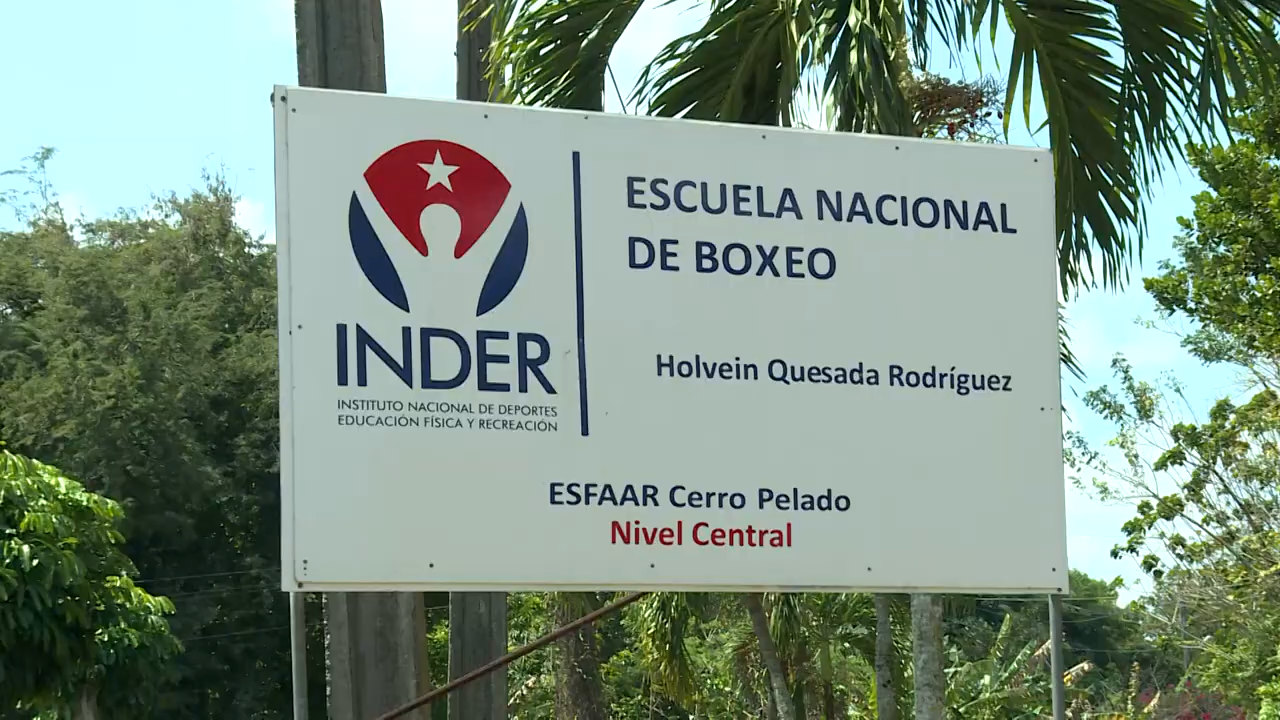 INDER
INSTITUTO NACIONAL DE DEPORTES
EDUCACIÓN FÍSICA Y RECREACIÓN
ESCUELA NACIONAL
DE BOXEO
Holvein Quesada Rodríguez
ESFAAR Cerro Pelado
Nivel Central